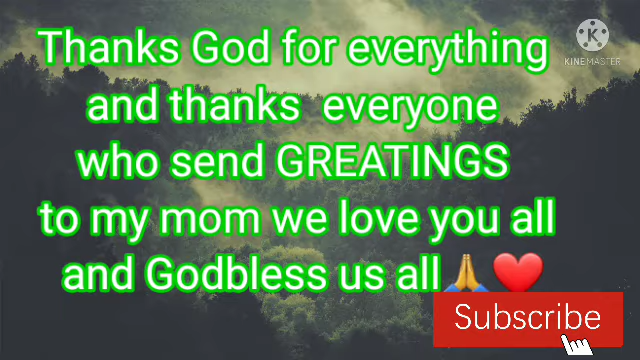 Thanks God for everything
and thanks everyone
who send GREATINGS
to my mom we love you all
and Godbless us all🙏❤️
K
KINEMASTER
Subscribe